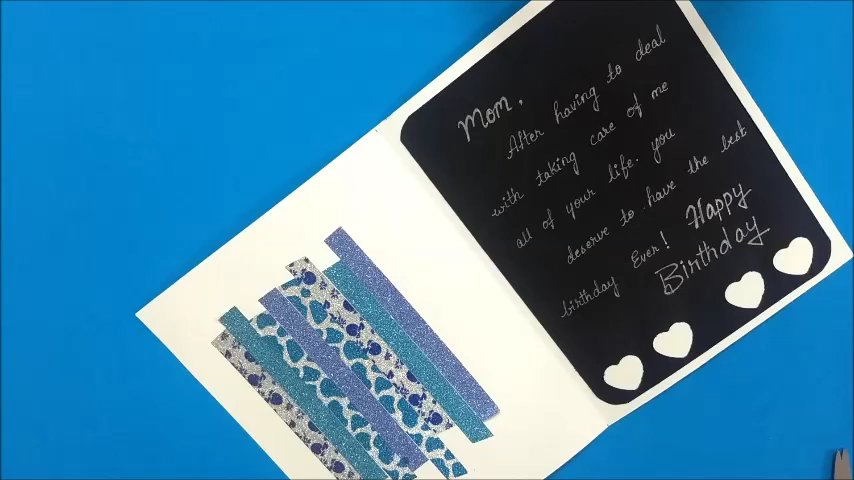 Mom,
After having to deal
with taking care of me
all of your life. you
deserve to have the best
birthday Ever! Happy
Birthday